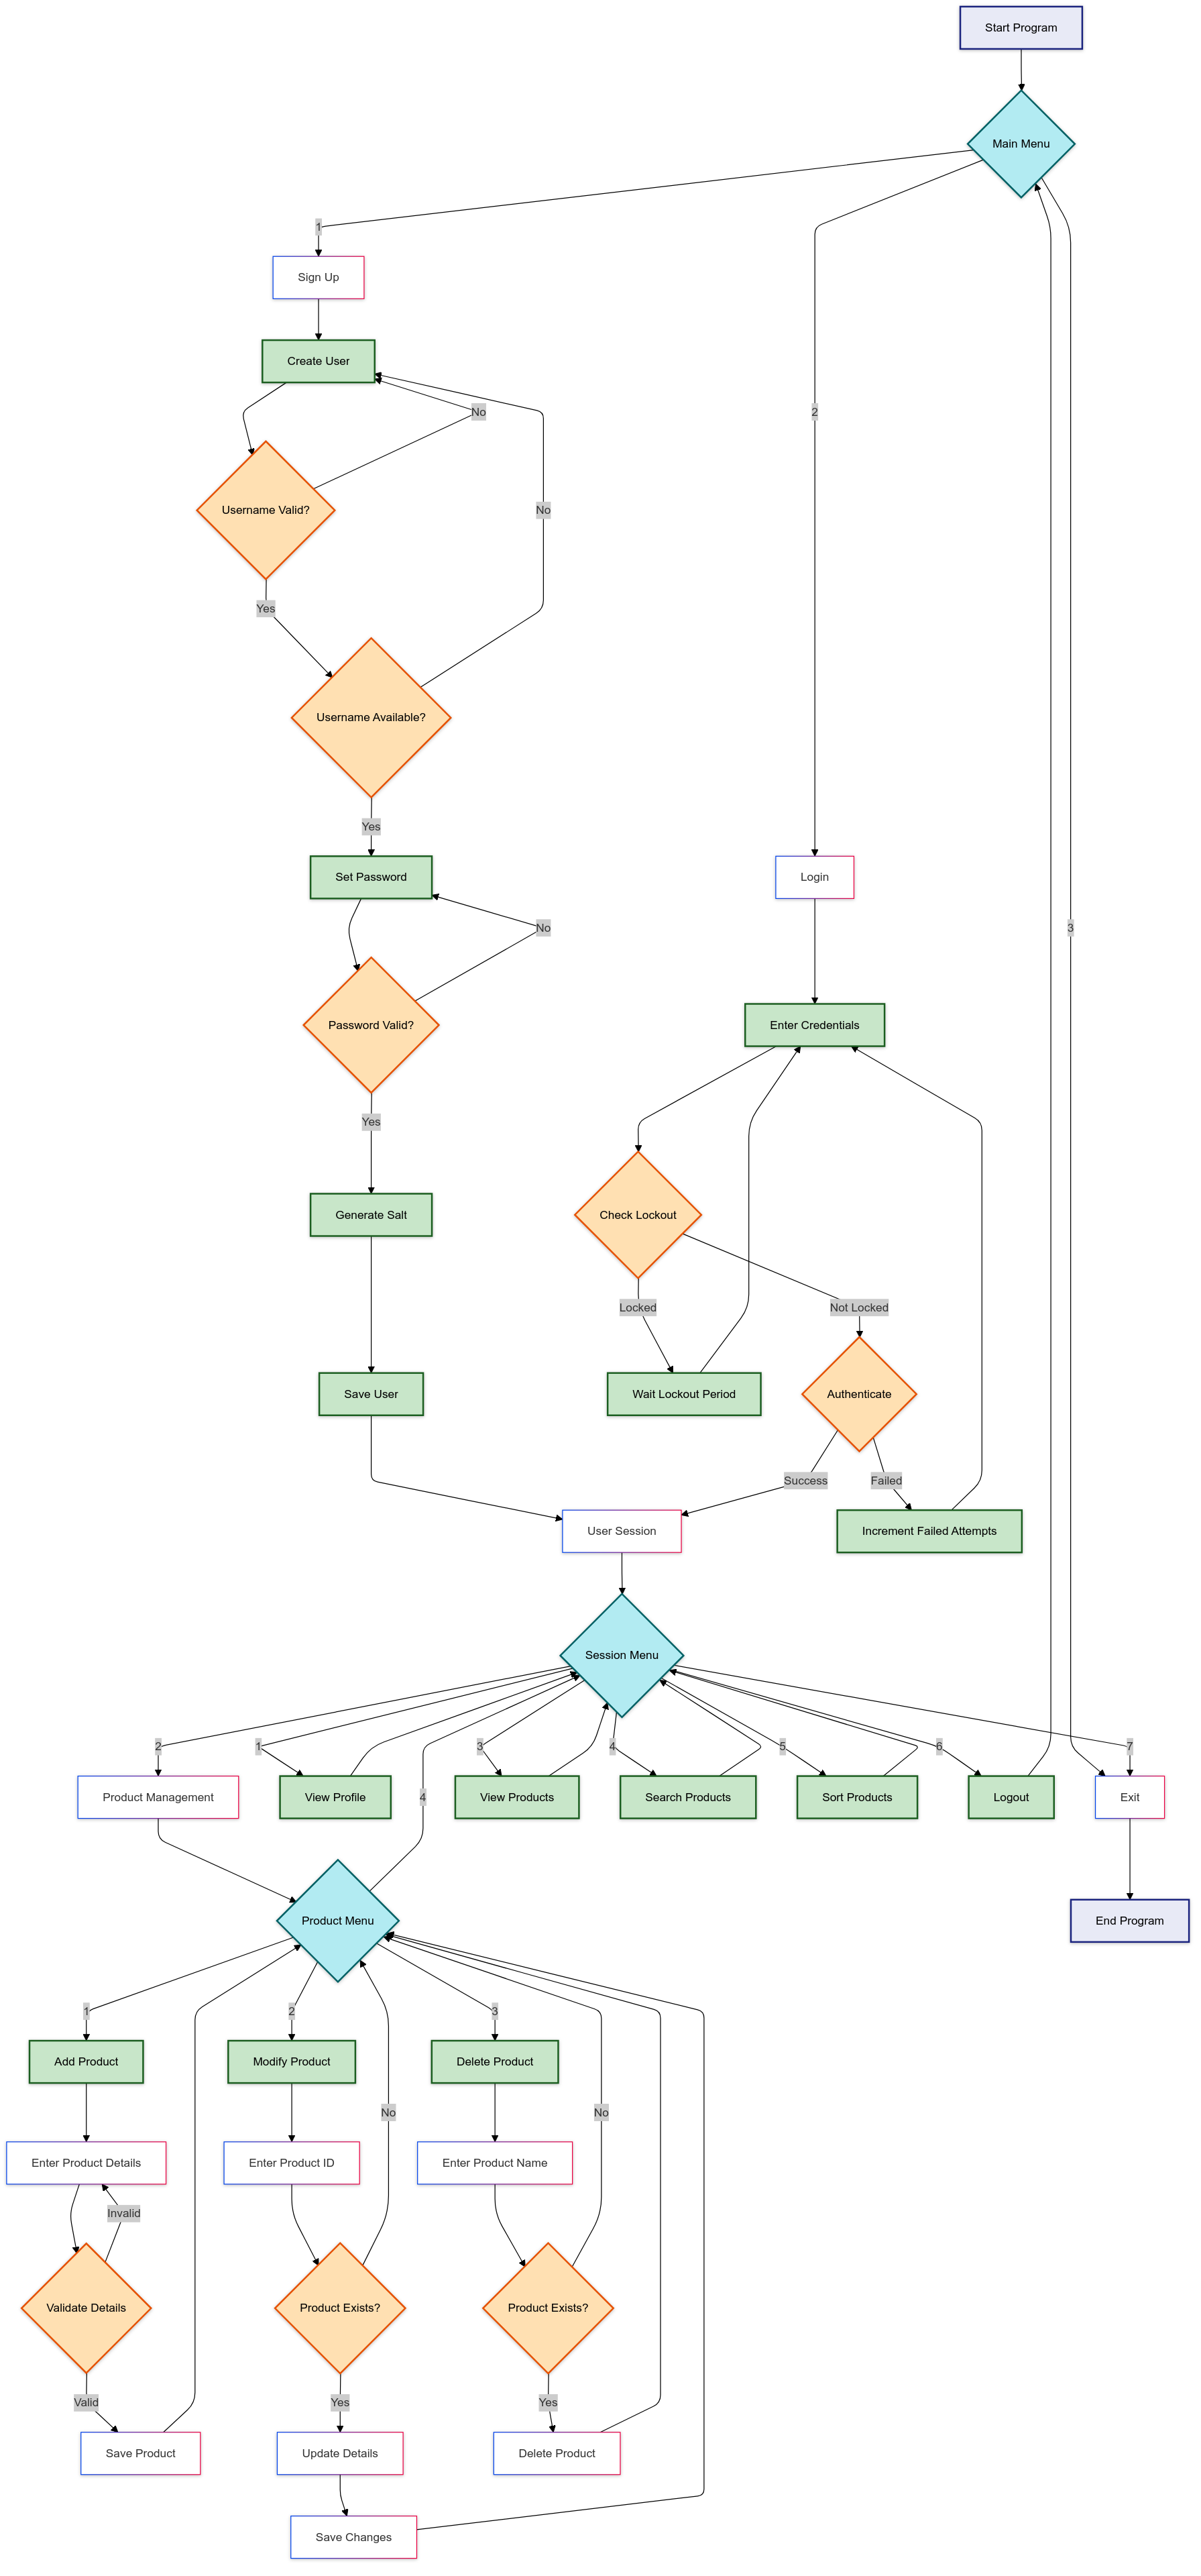 Start Program
Main Menu
1
Sign Up
Create User
No
2
Username Valid?
No
Yes
Username Available?
Yes
Set Password
Login
No
3
Password Valid?
Enter Credentials
Yes
Generate Salt
Check Lockout
Locked
Not Locked
Save User
Wait Lockout Period
Authenticate
Success
Failed
User Session
Increment Failed Attempts
Session Menu
2
1
3
4
5
6
7
Product Management
View Profile
4
View Products
Search Products
Sort Products
Logout
Exit
Product Menu
End Program
1
2
3
Add Product
Modify Product
Delete Product
No
No
Enter Product Details
Enter Product ID
Enter Product Name
Invalid
Validate Details
Product Exists?
Product Exists?
Valid
Yes
Yes
Save Product
Update Details
Delete Product
Save Changes